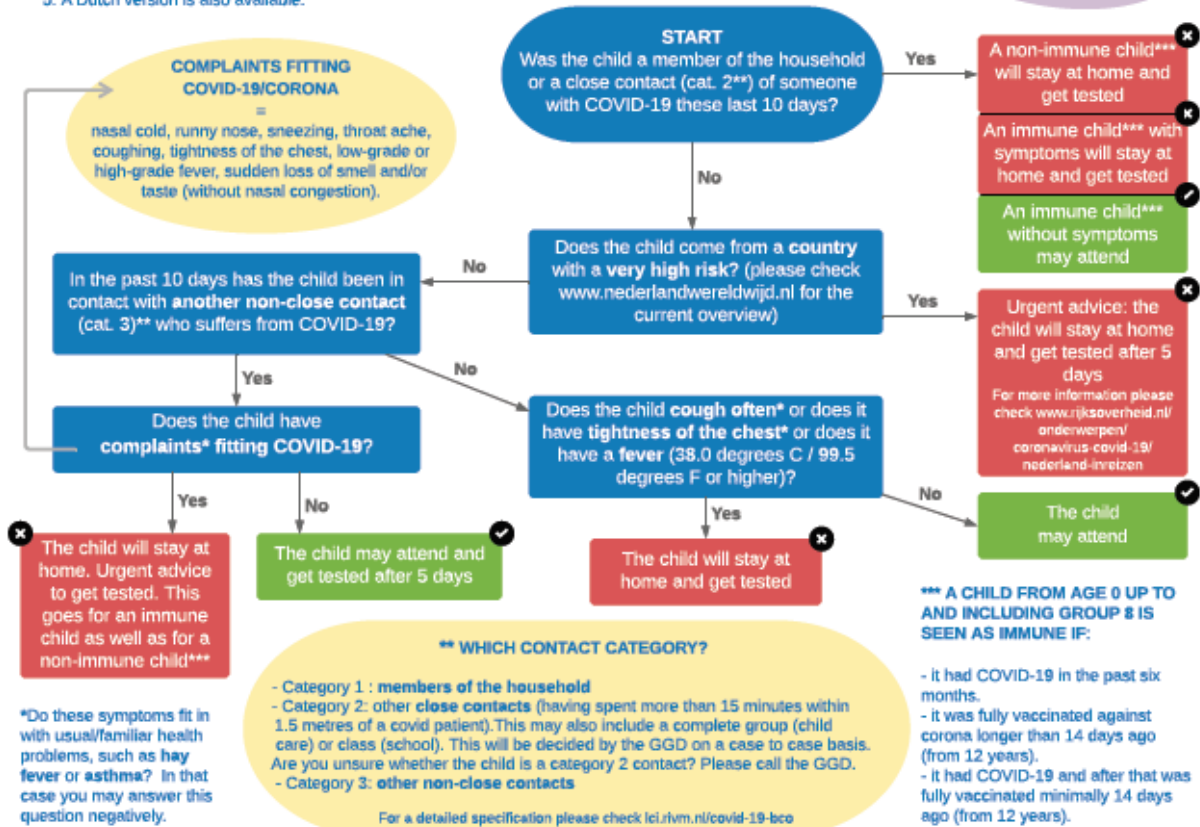 3. A Dutch version is also available.
START
Was the child a member of the household
or a close contact (cat. 2**) of someone
with COVID-19 these last 10 days?
Yes
A non-immune child***
will stay at home and
get tested
An immune child*** with
symptoms will stay at
home and get tested
An immune child***
without symptoms
may attend
COMPLAINTS FITTING
COVID-19/CORONA
=
nasal cold, runny nose, sneezing, throat ache,
coughing, tightness of the chest, low-grade or
high-grade fever, sudden loss of smell and/or
taste (without nasal congestion).
No
Does the child come from a country
with a very high risk? (please check
www.nederlandwereldwijd.nl for the
current overview)
Yes
Urgent advice: the
child will stay at home
and get tested after 5
days
For more information please
check www.rijksoverheid.nl/
onderwerpen/
coronavirus-covid-19/
nederland-inreizen
No
In the past 10 days has the child been in
contact with another non-close contact
(cat. 3)** who suffers from COVID-19?
Yes
Does the child have
complaints* fitting COVID-19?
Yes
The child will stay at
home. Urgent advice
to get tested. This
goes for an immune
child as well as for a
non-immune child***
No
The child may attend and
get tested after 5 days
No
Does the child cough often* or does it
have tightness of the chest* or does it
have a fever (38.0 degrees C / 99.5
degrees F or higher)?
Yes
The child will stay at
home and get tested
No
The child
may attend
*Do these symptoms fit in
with usual/familiar health
problems, such as hay
fever or asthma? In that
case you may answer this
question negatively.
** WHICH CONTACT CATEGORY?
- Category 1 : members of the household
- Category 2: other close contacts (having spent more than 15 minutes within
1.5 metres of a covid patient).This may also include a complete group (child
care) or class (school). This will be decided by the GGD on a case to case basis.
Are you unsure whether the child is a category 2 contact? Please call the GGD.
- Category 3: other non-close contacts
For a detailed specification please check lci.rivm.nl/covid-19-bco
*** A CHILD FROM AGE 0 UP TO
AND INCLUDING GROUP 8 IS
SEEN AS IMMUNE IF:
- it had COVID-19 in the past six
months.
- it was fully vaccinated against
corona longer than 14 days ago
(from 12 years).
- it had COVID-19 and after that was
fully vaccinated minimally 14 days
ago (from 12 years).